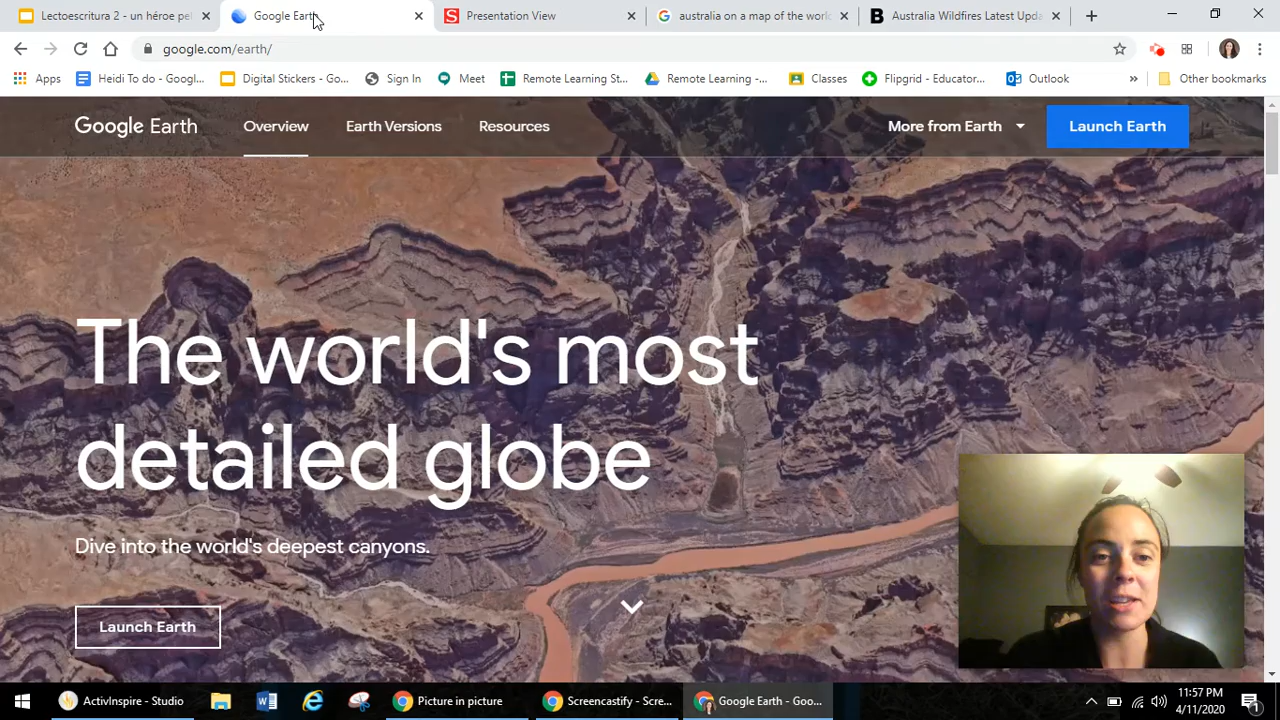 Lectoescritura 2 - un héroe pel
Google Earth
Presentation View
australia on a map of the world
Australia Wildfires Latest Upda
google.com/earth/
Apps
Heidi To do - Googl...
Digital Stickers - Go...
Sign In
Meet
Remote Learning St...
Remote Learning -...
Classes
Flipgrid - Educator...
Outlook
»
Other bookmarks
Google Earth
Overview
Earth Versions
Resources
More from Earth
Launch Earth
The world's most
detailed globe
Dive into the world's deepest canyons.
Launch Earth
ActivInspire - Studio
Picture in picture
Screencastify - Scre...
Google Earth - Goo...
11:57 PM
4/11/2020